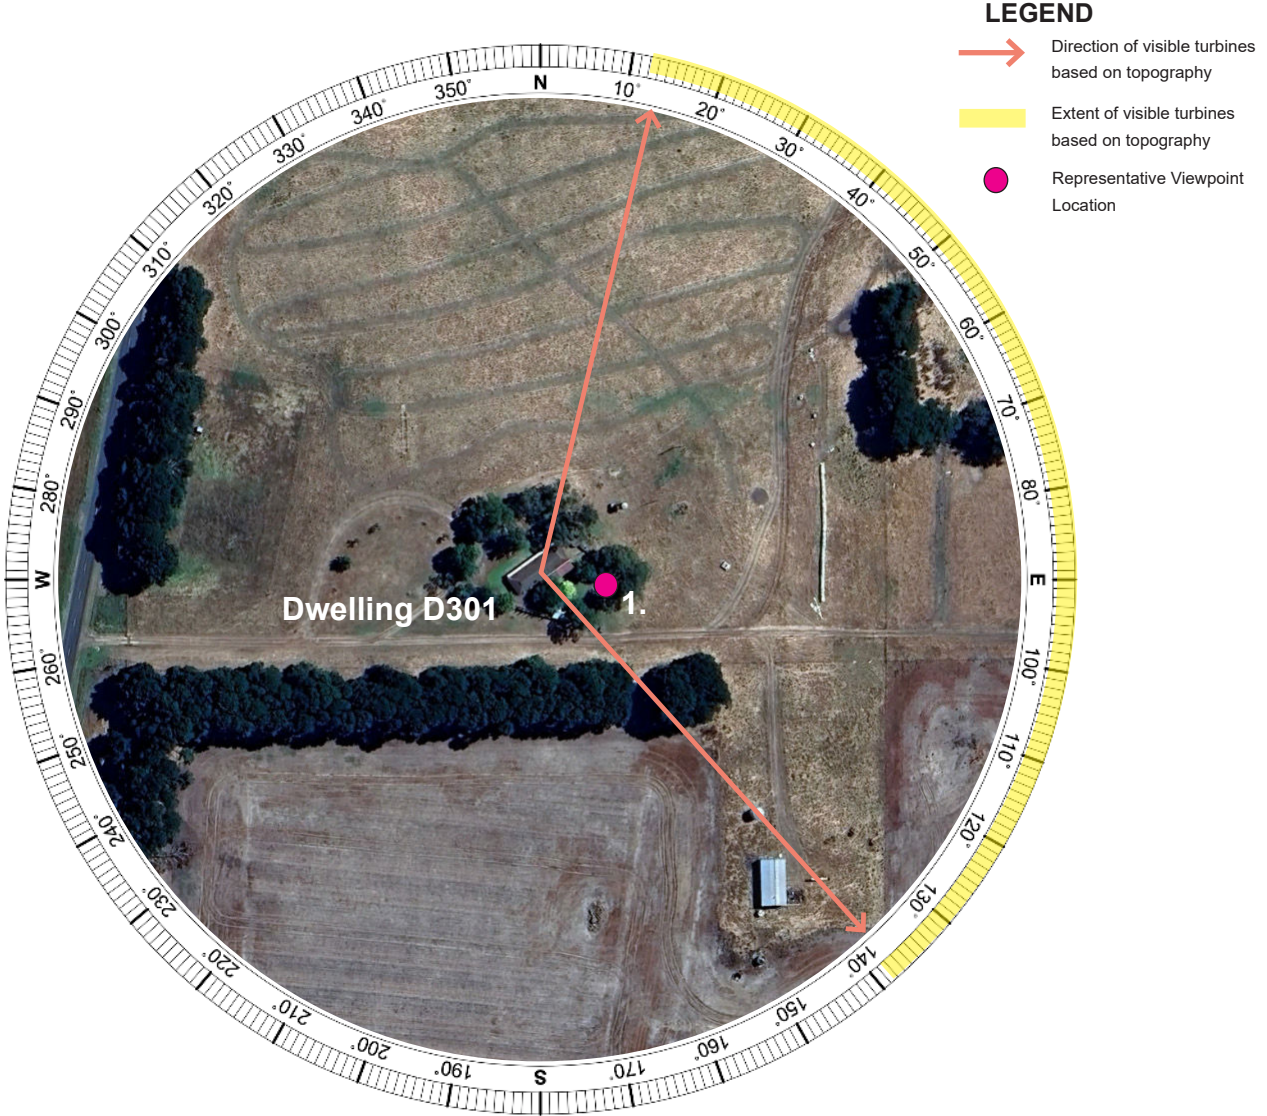 LEGEND
Direction of visible turbines
based on topography
Extent of visible turbines
based on topography
Representative Viewpoint
Location
N
10°
20°
30°
40°
50°
60°
70°
80°
E
100°
110°
120°
130°
140°
150°
160°
170°
S
190°
200°
210°
220°
230°
240°
250°
260°
W
280°
290°
300°
310°
320°
330°
340°
350°
Dwelling D301
1.